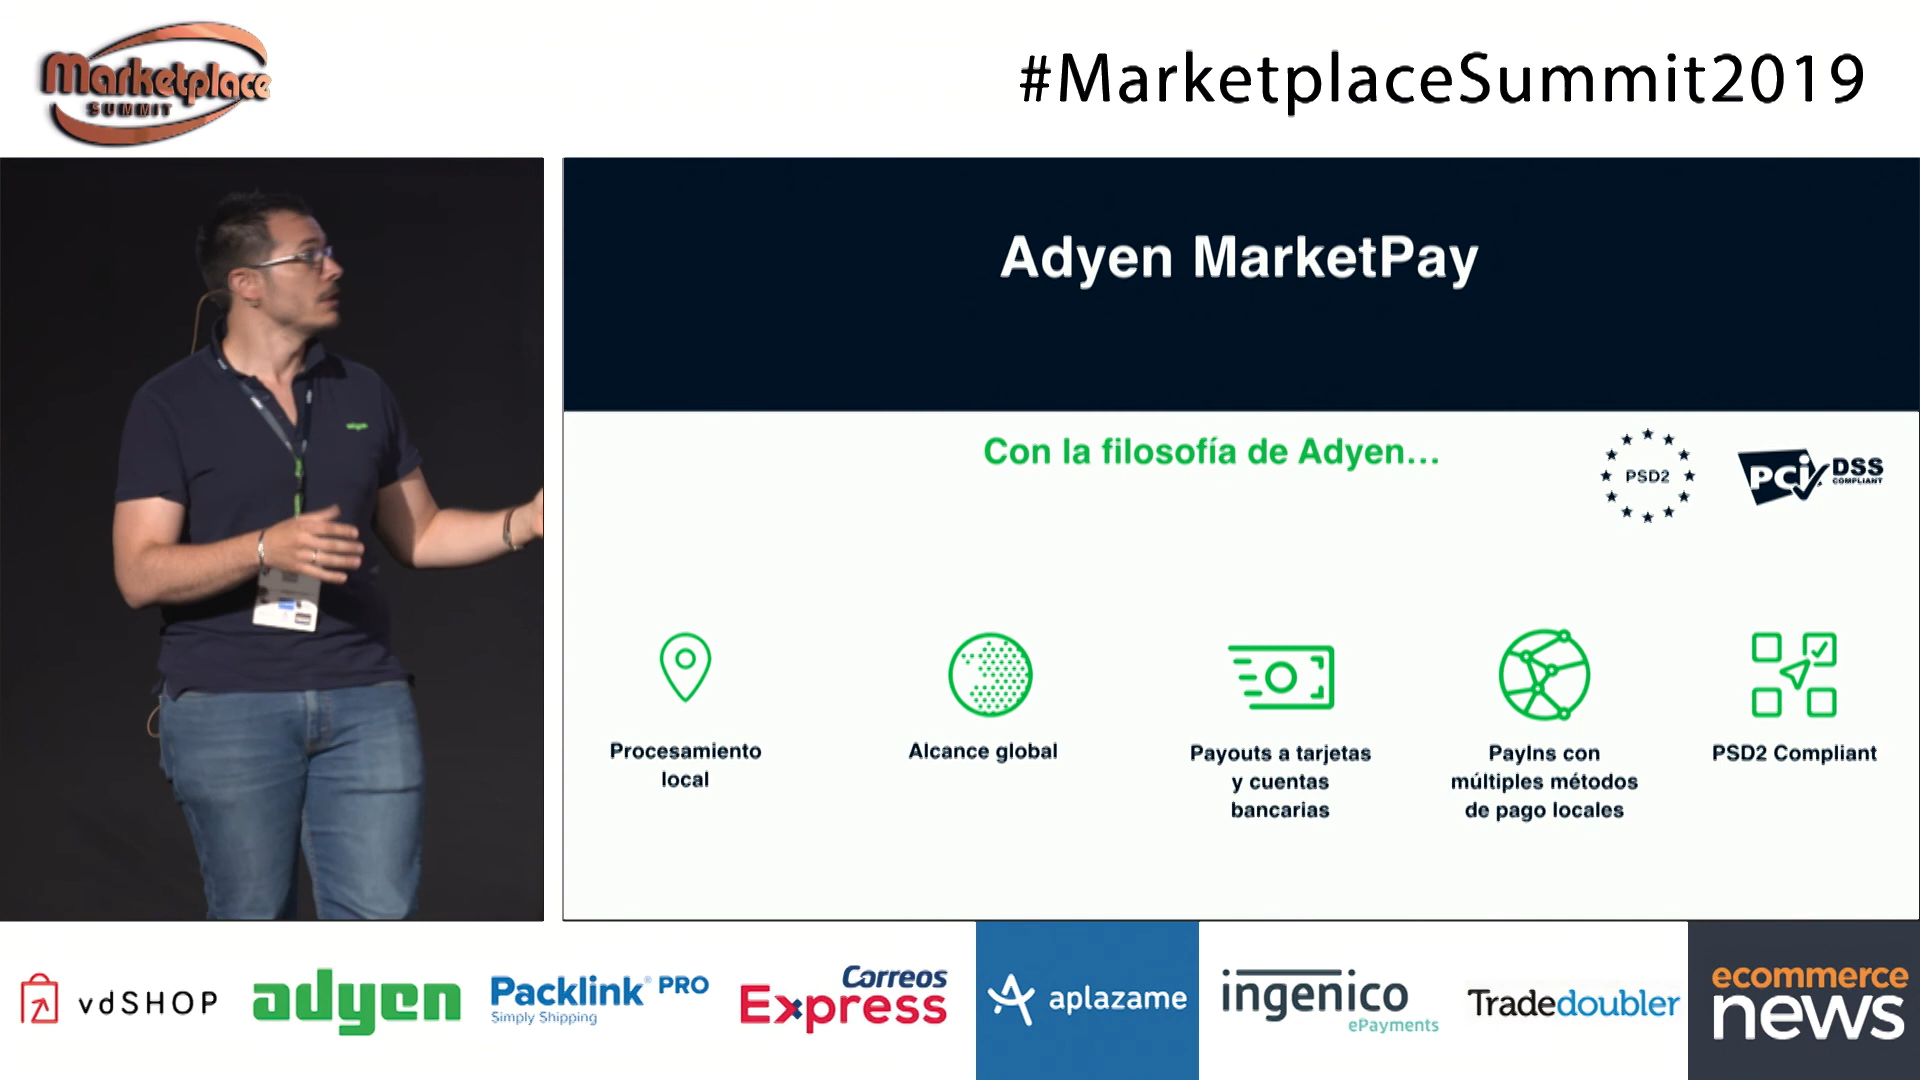 Marketplace
SUMMIT
#MarketplaceSummit2019
adyen
Adyen MarketPay
Con la filosofía de Adyen...
PSD2
PCi DSS
COMPLIANT
Procesamiento
local
Alcance global
Payouts a tarjetas
y cuentas
bancarias
PayIns con
múltiples métodos
de pago locales
PSD2 Compliant
vdSHOP
adyen
Packlink® PRO
Simply Shipping
Correos
Express
aplazame
ingenico
ePayments
Tradedoubler
ecommerce
news